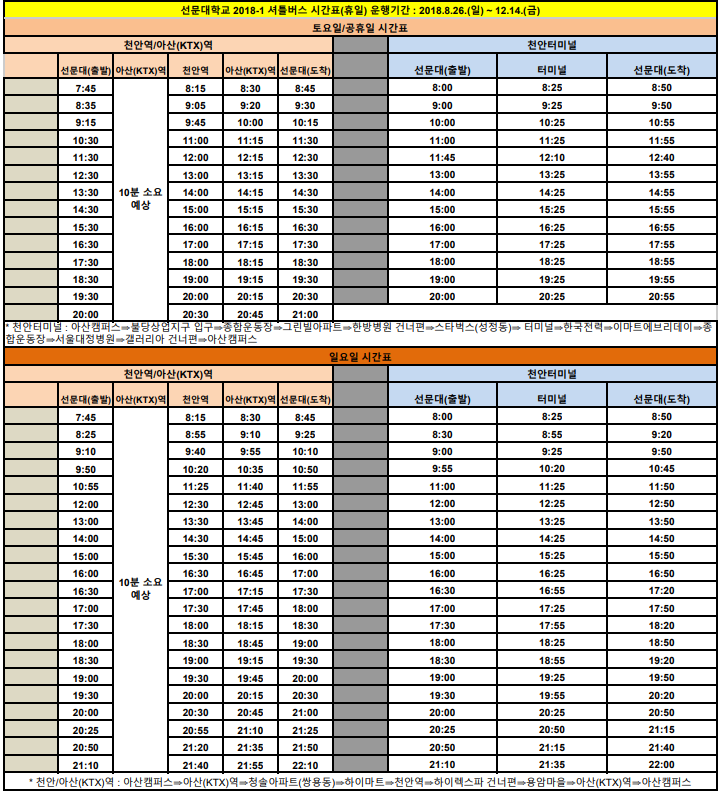 선문대학교 2018-1 셔틀버스 시간표(휴일) 운행기간 : 2018.8.26.(일) ~ 12.14.(금)
토요일/공휴일 시간표
천안역/아산(KTX)역 천안터미널
선문대(출발) 아산(KTX)역 천안역 아산(KTX)역 선문대(도착) 선문대(출발) 터미널 선문대(도착)
7:45 8:15 8:30 8:45 8:00 8:25 8:50
8:35 9:05 9:20 9:30 9:00 9:25 9:50
9:15 9:45 10:00 10:15 10:00 10:25 10:55
10:30 11:00 11:15 11:30 11:00 11:25 11:55
11:30 12:00 12:15 12:30 11:45 12:10 12:40
12:30 13:00 13:15 13:30 13:00 13:25 13:55
13:30 10분 소요 14:00 14:15 14:30 14:00 14:25 14:55
14:30 예상 15:00 15:15 15:30 15:00 15:25 15:55
15:30 16:00 16:15 16:30 16:00 16:25 16:55
16:30 17:00 17:15 17:30 17:00 17:25 17:55
17:30 18:00 18:15 18:30 18:00 18:25 18:55
18:30 19:00 19:15 19:30 19:00 19:25 19:55
19:30 20:00 20:15 20:30 20:00 20:25 20:55
20:00 20:30 20:45 21:00
* 천안터미널 : 아산캠퍼스⇒불당상업지구 입구⇒종합운동장⇒그린빌아파트⇒한방병원 건너편⇒스타벅스(성정동)⇒ 터미널⇒한국전력⇒이마트에브리데이⇒종
합운동장⇒서울대정병원⇒갤러리아 건너편⇒아산캠퍼스
일요일 시간표
천안역/아산(KTX)역 천안터미널
선문대(출발) 아산(KTX)역 천안역 아산(KTX)역 선문대(도착) 선문대(출발) 터미널 선문대(도착)
7:45 8:15 8:30 8:45 8:00 8:25 8:50
8:25 8:55 9:10 9:25 8:30 8:55 9:20
9:10 9:40 9:55 10:10 9:00 9:25 9:50
9:50 10:20 10:35 10:50 9:55 10:20 10:45
10:55 11:25 11:40 11:55 11:00 11:25 11:50
12:00 12:30 12:45 13:00 12:00 12:25 12:50
13:00 13:30 13:45 14:00 13:00 13:25 13:50
14:00 14:30 14:45 15:00 14:00 14:25 14:50
15:00 15:30 15:45 16:00 15:00 15:25 15:50
16:00 16:30 16:45 17:00 16:00 16:25 16:50
16:30 10분 소요 17:00 17:15 17:30 16:30 16:55 17:20
17:00 예상 17:30 17:45 18:00 17:00 17:25 17:50
17:30 18:00 18:15 18:30 17:30 17:55 18:20
18:00 18:30 18:45 19:00 18:00 18:25 18:50
18:30 19:00 19:15 19:30 18:30 18:55 19:20
19:00 19:30 19:45 20:00 19:00 19:25 19:50
19:30 20:00 20:15 20:30 19:30 19:55 20:20
20:00 20:30 20:45 21:00 20:00 20:25 20:50
20:25 20:55 21:10 21:25 20:25 20:50 21:15
20:50 21:20 21:35 21:50 20:50 21:15 21:40
21:10 21:40 21:55 22:10 21:10 21:35 22:00
* 천안/아산(KTX)역 : 아산캠퍼스⇒아산(KTX)역⇒청솔아파트(쌍용동)⇒하이마트⇒천안역⇒하이렉스파 건너편⇒용암마을⇒아산(KTX)역⇒아산캠퍼스